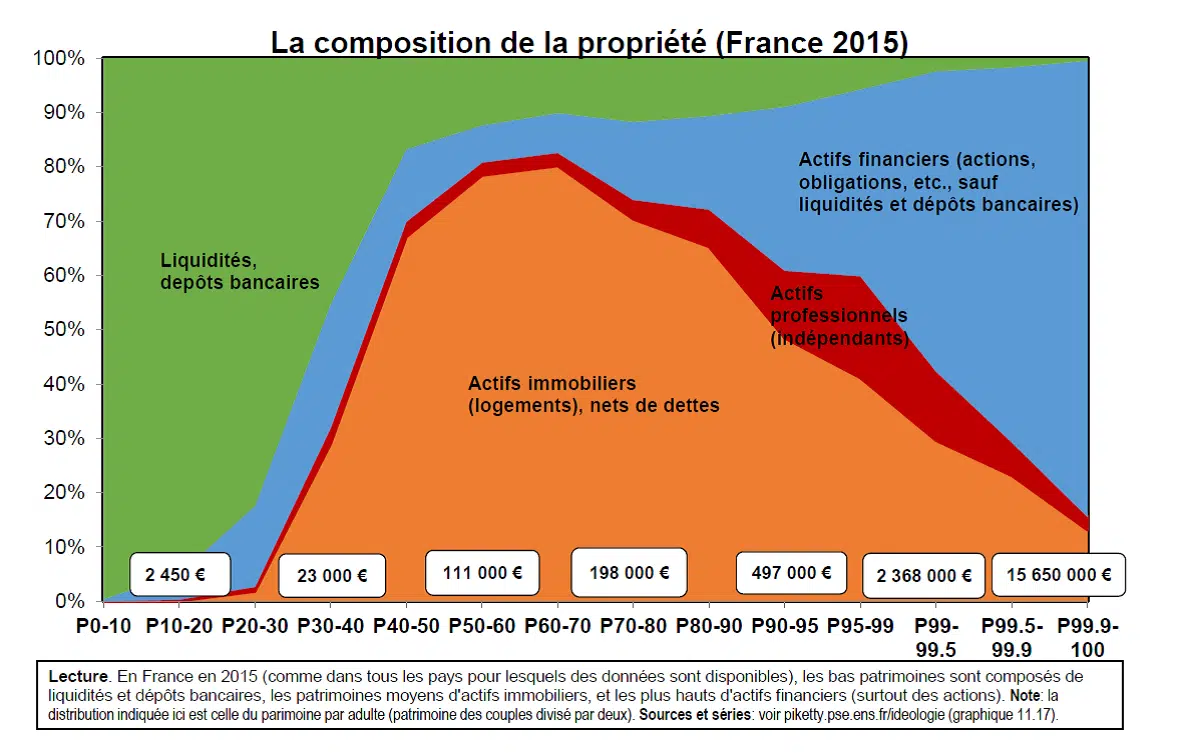 La composition de la propriété (France 2015)
100%
90%
80%
70%
60%
50%
40%
30%
20%
10%
0%
Liquidités,
depôts bancaires
Actifs financiers (actions,
obligations, etc., sauf
liquidités et dépôts bancaires)
Actifs
professionnels
(indépendants)
Actifs immobiliers
(logements), nets de dettes
2 450 €
23 000 €
111 000 €
198 000 €
497 000 €
2 368 000 €
15 650 000 €
P0-10 P10-20 P20-30 P30-40 P40-50 P50-60 P60-70 P70-80 P80-90 P90-95 P95-99 P99- P99.5- P99.9-
99.5 99.9 100
Lecture. En France en 2015 (comme dans tous les pays pour lesquels des données sont disponibles), les bas patrimoines sont composés de
liquidités et dépôts bancaires, les patrimoines moyens d'actifs immobiliers, et les plus hauts d'actifs financiers (surtout des actions). Note: la
distribution indiquée ici est celle du parimoine par adulte (patrimoine des couples divisé par deux). Sources et séries: voir piketty.pse.ens.fr/ideologie (graphique 11.17).